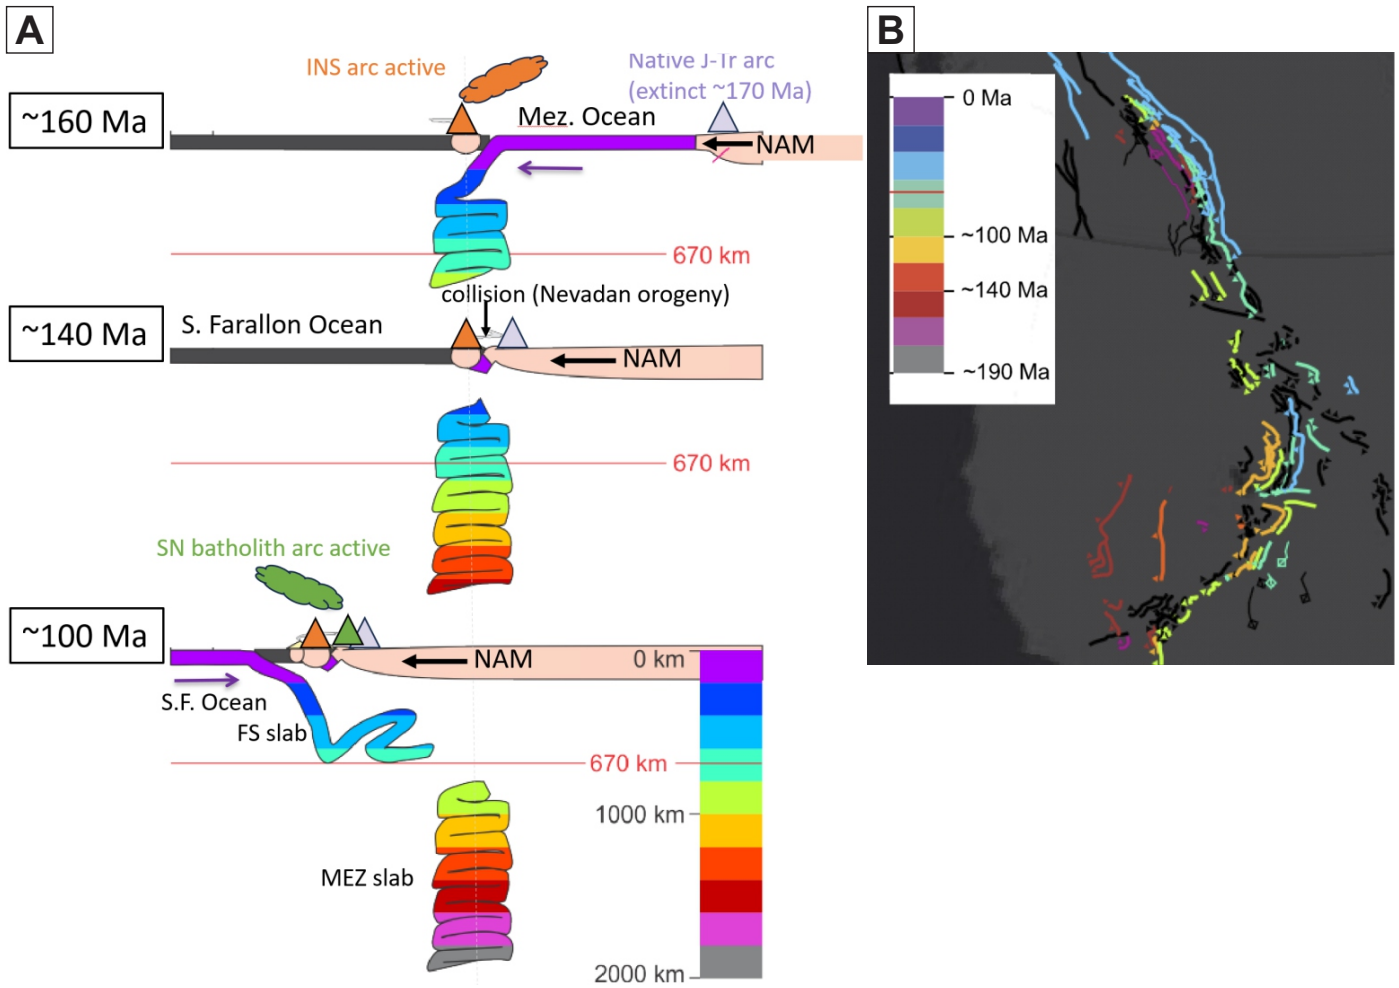 A
INS arc active
Native J-Tr arc
(extinct ~170 Ma)
~160 Ma
Mez. Ocean
NAM
670 km
collision (Nevadan orogeny)
~140 Ma
S. Farallon Ocean
NAM
670 km
SN batholith arc active
~100 Ma
NAM
0 km
S.F. Ocean
FS slab
670 km
1000 km
MEZ slab
2000 km
B
0 Ma
~100 Ma
~140 Ma
~190 Ma